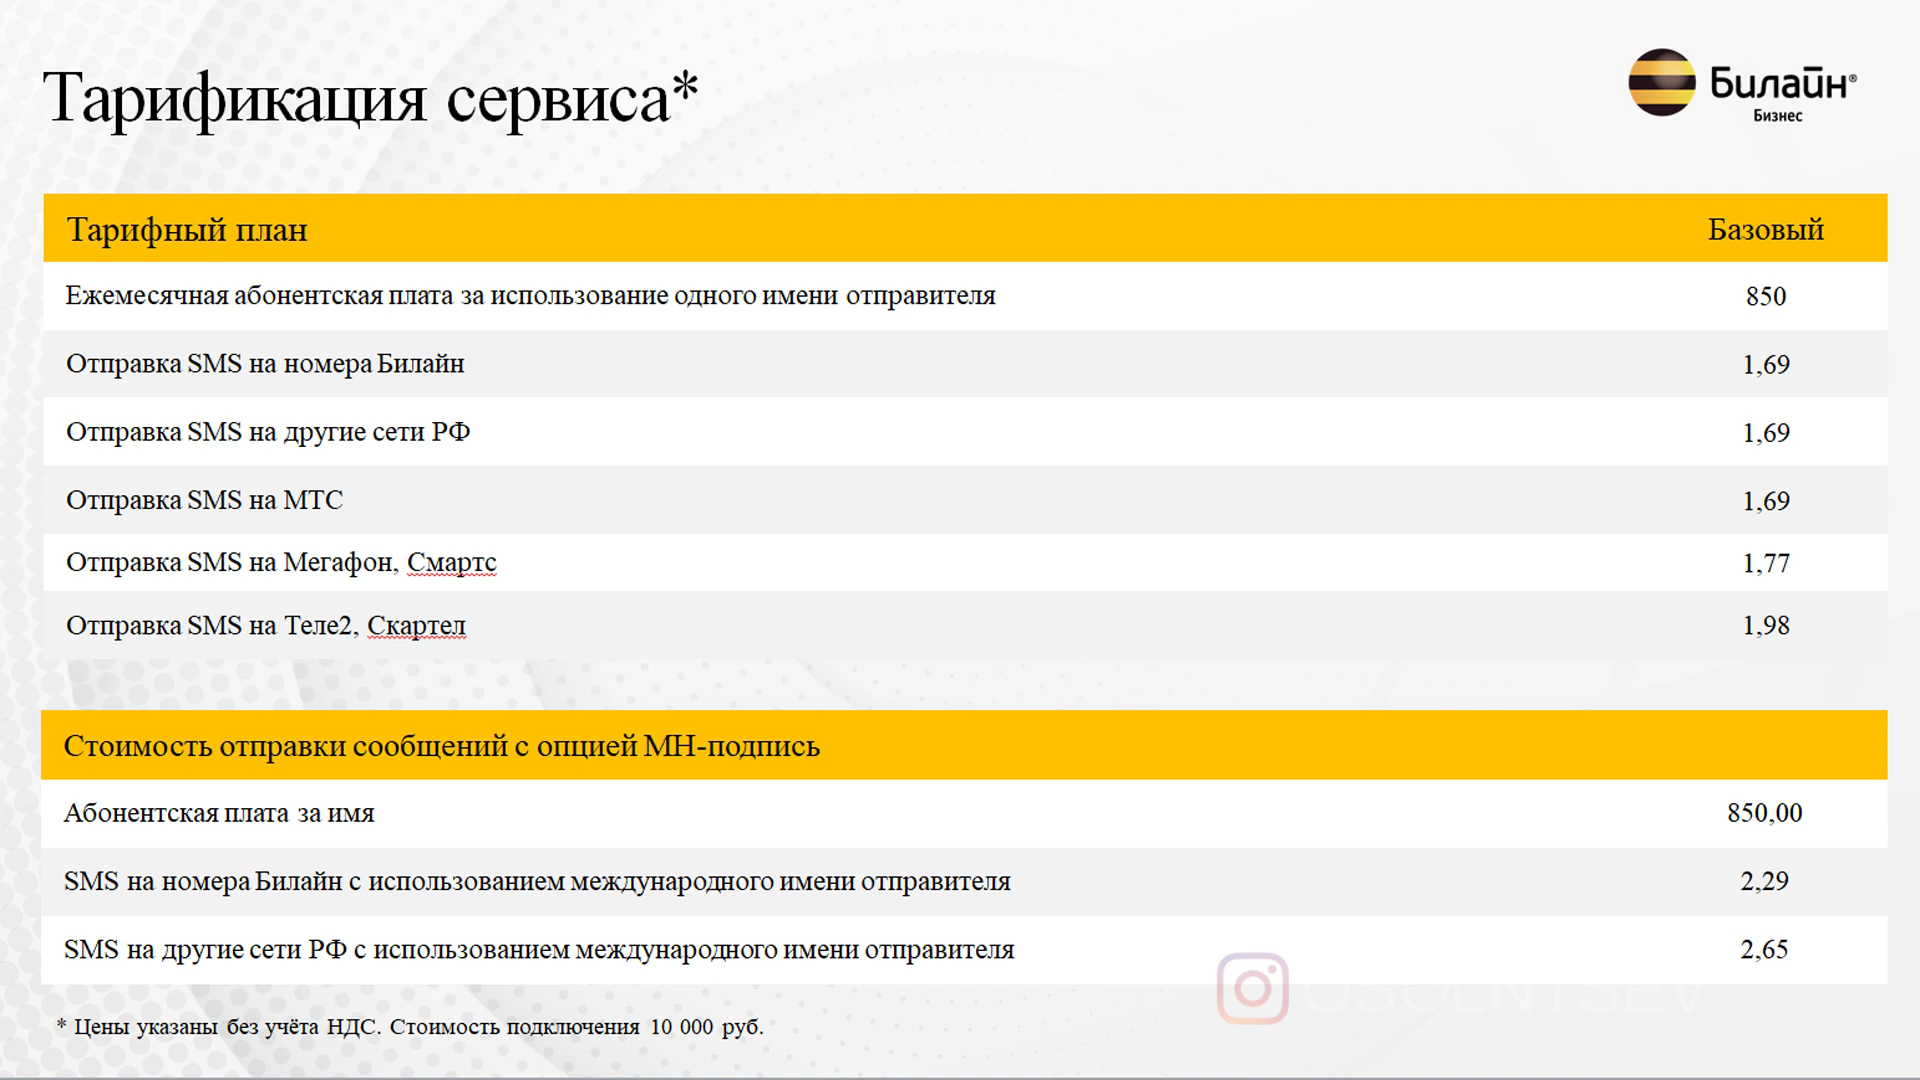 Тарификация сервиса*
Билайн®
Бизнес
Тарифный план Базовый
Ежемесячная абонентская плата за использование одного имени отправителя 850
Отправка SMS на номера Билайн 1,69
Отправка SMS на другие сети РФ 1,69
Отправка SMS на МТС 1,69
Отправка SMS на Мегафон, Смартс 1,77
Отправка SMS на Теле2, Скартел 1,98
Стоимость отправки сообщений с опцией МН-подпись
Абонентская плата за имя 850,00
SMS на номера Билайн с использованием международного имени отправителя 2,29
SMS на другие сети РФ с использованием международного имени отправителя 2,65
* Цены указаны без учёта НДС. Стоимость подключения 10 000 руб.